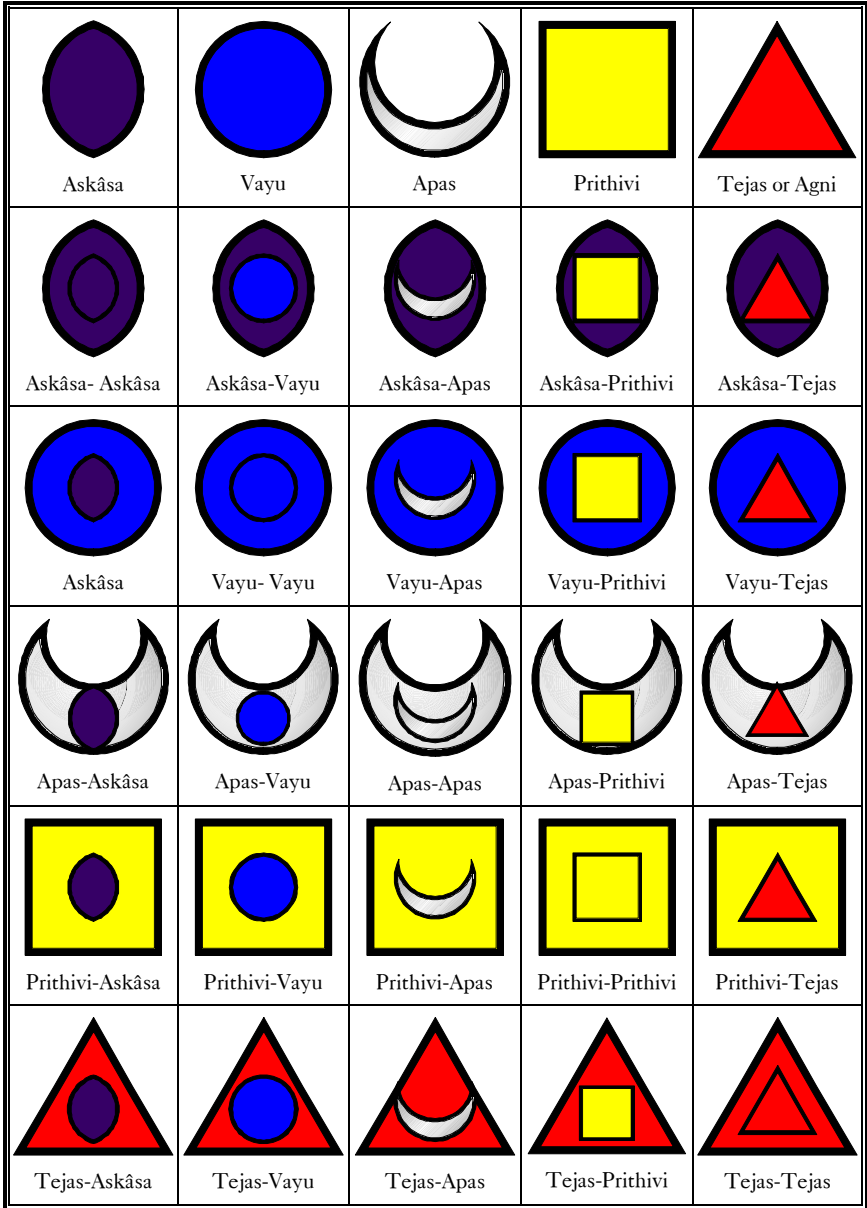 Askâsa
Vayu
Apas
Prithivi
Tejas or Agni
Askâsa- Askâsa
Askâsa-Vayu
Askâsa-Apas
Askâsa-Prithivi
Askâsa-Tejas
Askâsa
Vayu- Vayu
Vayu-Apas
Vayu-Prithivi
Vayu-Tejas
Apas-Askâsa
Apas-Vayu
Apas-Apas
Apas-Prithivi
Apas-Tejas
Prithivi-Askâsa
Prithivi-Vayu
Prithivi-Apas
Prithivi-Prithivi
Prithivi-Tejas
Tejas-Askâsa
Tejas-Vayu
Tejas-Apas
Tejas-Prithivi
Tejas-Tejas